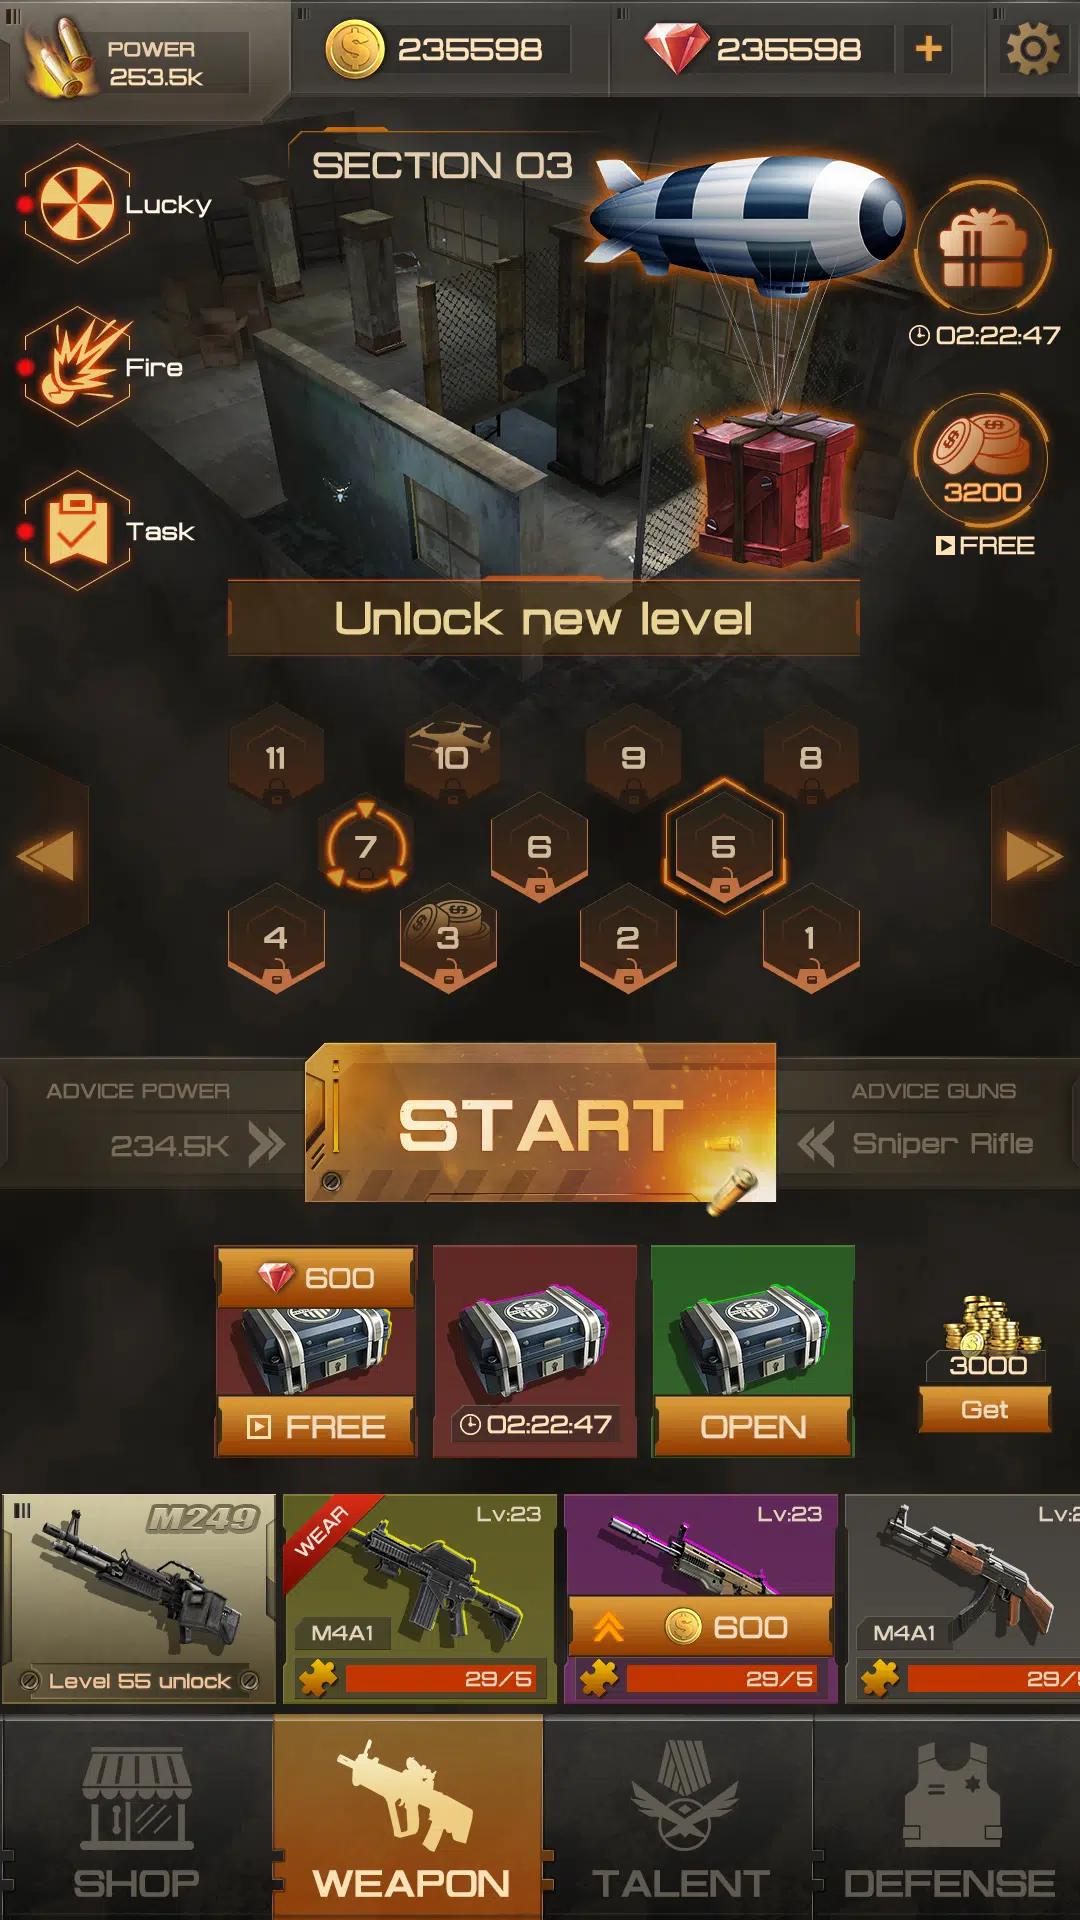 POWER
253.5k
235598
235598
+
SECTION 03
Lucky
02:22:47
Fire
3200
FREE
Task
Unlock new level
11
10
9
8
7
6
5
4
3
2
1
ADVICE POWER
234.5K
START
ADVICE GUNS
Sniper Rifle
600
FREE
02:22:47
OPEN
3000
Get
M249
Level 55 unlock
WEAR
Lv:23
M4A1
29/5
Lv:23
600
29/5
M4A1
SHOP
WEAPON
TALENT
DEFENSE